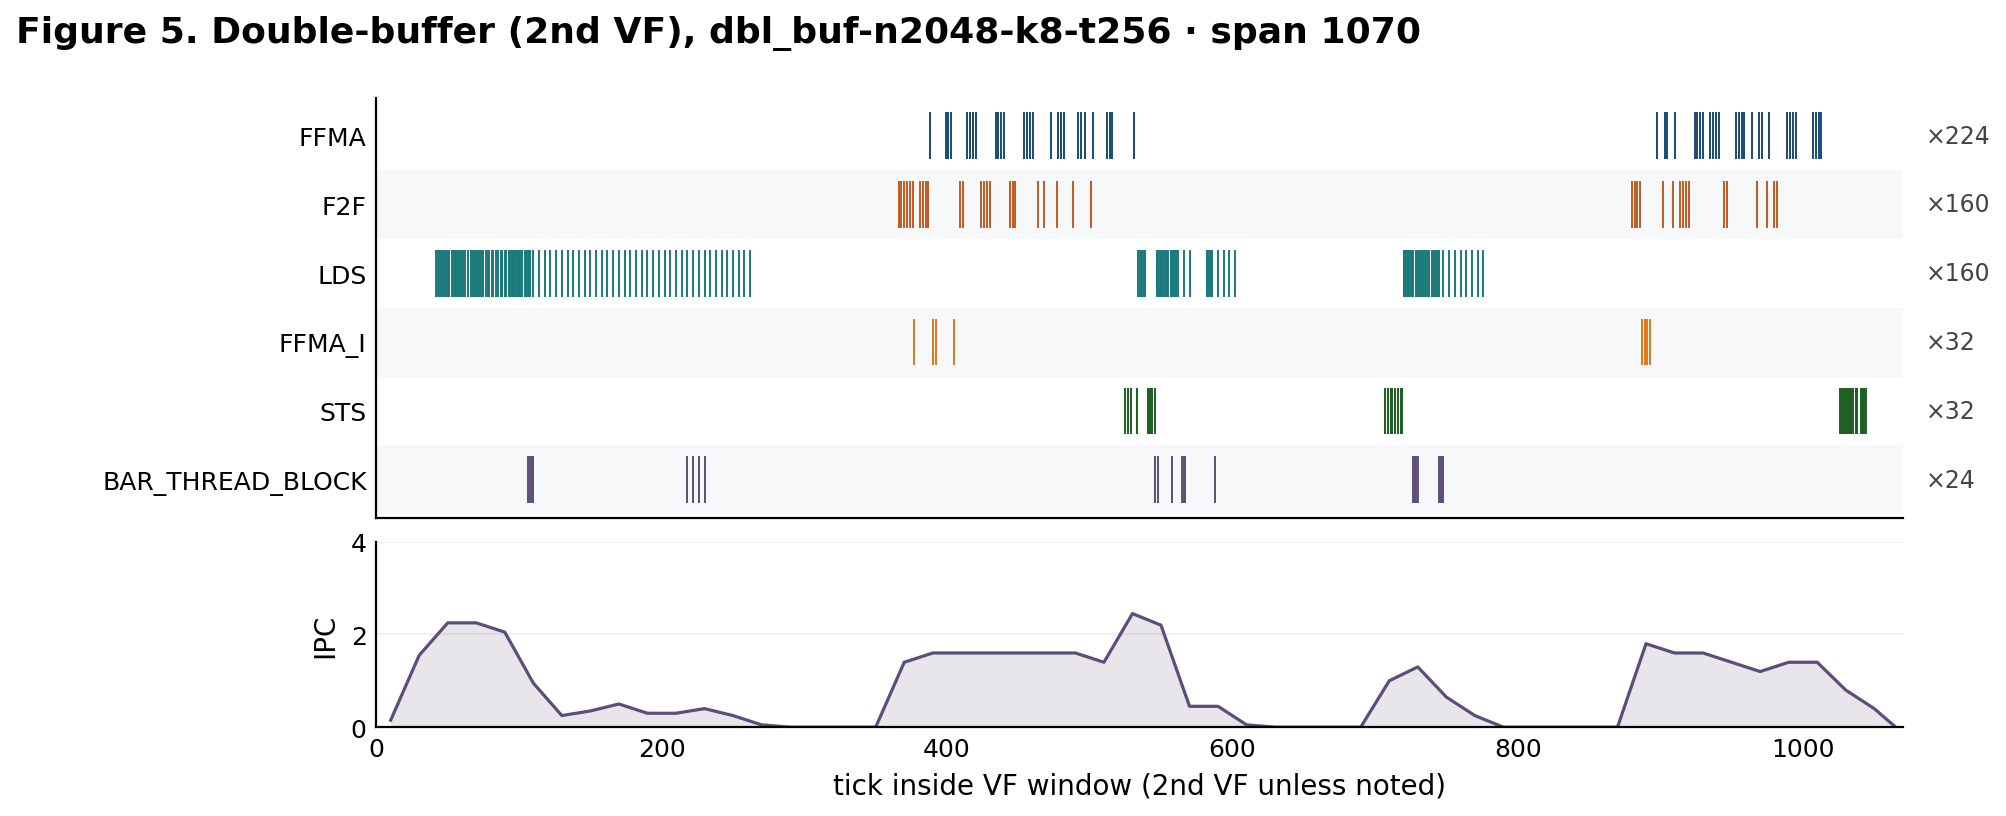 Figure 5. Double-buffer (2nd VF), dbl_buf-n2048-k8-t256 · span 1070
FFMA ×224
F2F ×160
LDS ×160
FFMA_I ×32
STS ×32
BAR_THREAD_BLOCK ×24
4
2
0
IPC
0 200 400 600 800 1000
tick inside VF window (2nd VF unless noted)